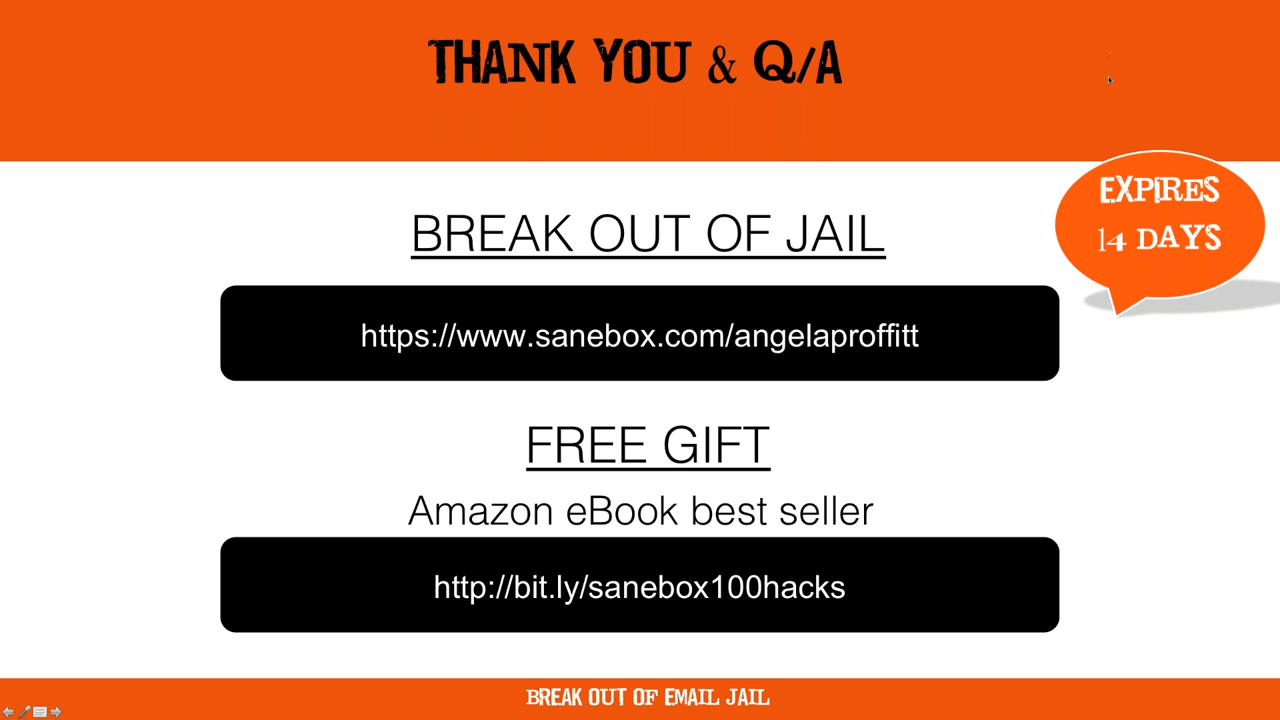 THANK YOU & Q/A
EXPIRES
14 DAYS
BREAK OUT OF JAIL
https://www.sanebox.com/angelaproffitt
FREE GIFT
Amazon eBook best seller
http://bit.ly/sanebox100hacks
BREAK OUT OF EMAIL JAIL